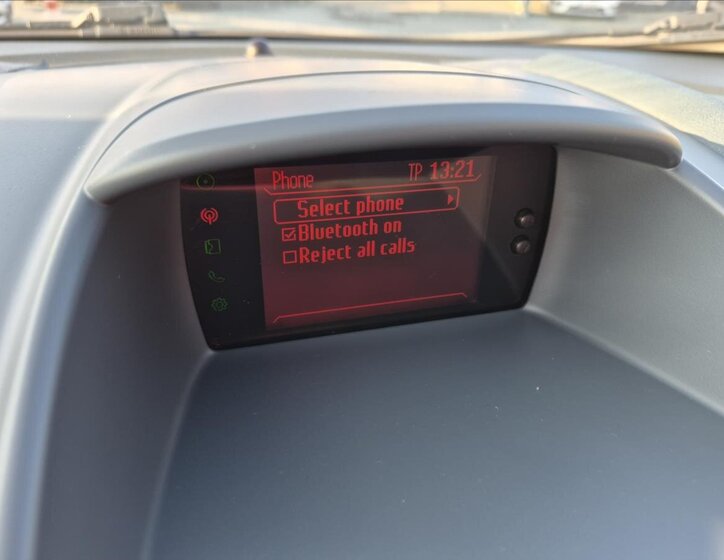 Phone TP 13:21
Select phone
Bluetooth on
Reject all calls